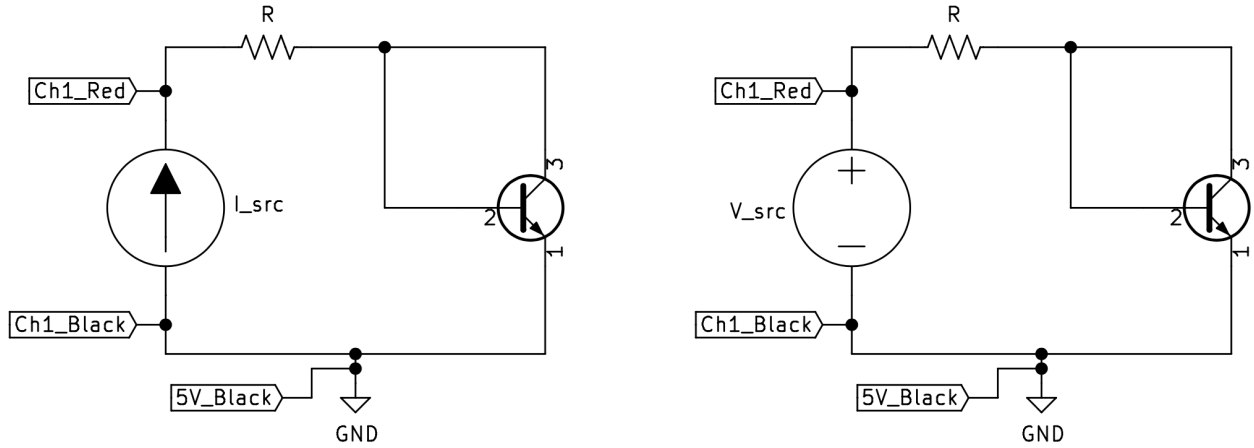 R
Ch1_Red
I_src
3
2
1
Ch1_Black
5V_Black
GND
R
Ch1_Red
V_src
3
2
1
Ch1_Black
5V_Black
GND